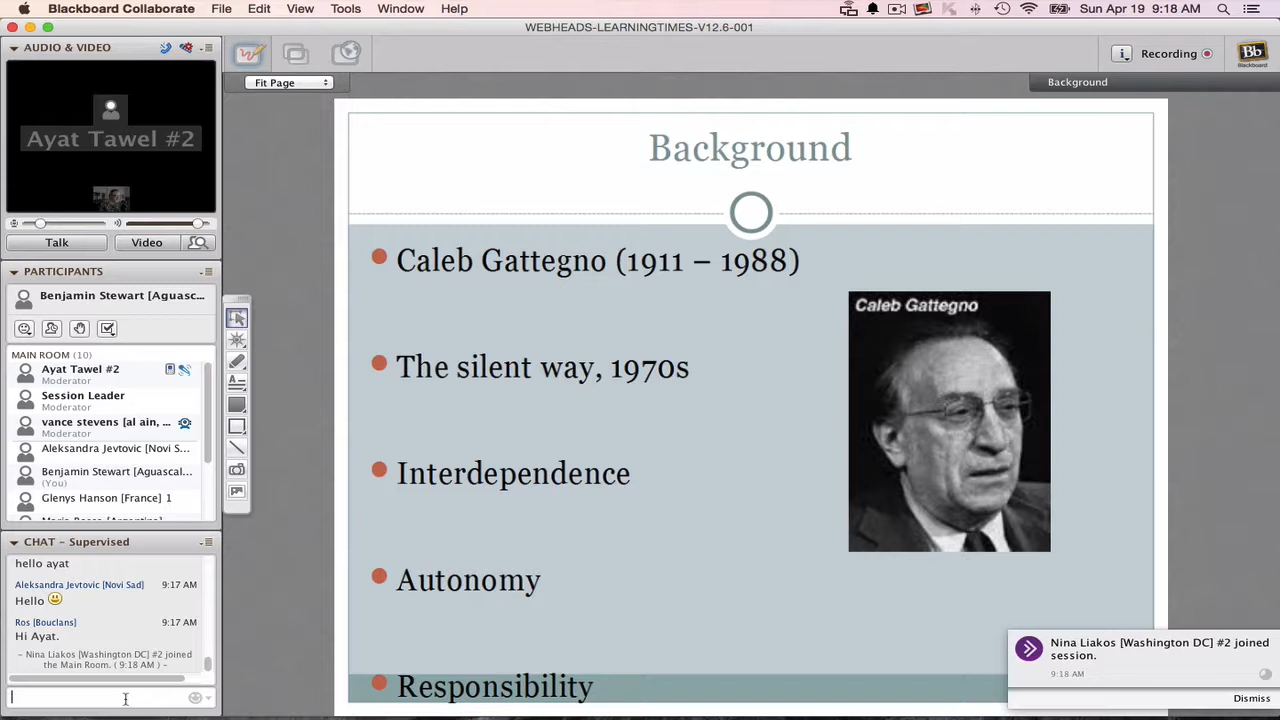 Blackboard Collaborate File Edit View Tools Window Help
Sun Apr 19 9:18 AM
WEBHEADS-LEARNINGTIMES-V12.6-001
AUDIO & VIDEO
Ayat Tawel #2
Talk Video
PARTICIPANTS
Benjamin Stewart [Aguasc...
MAIN ROOM (10)
Ayat Tawel #2
Moderator
Session Leader
Moderator
vance stevens [al ain, ...
Moderator
Aleksandra Jevtovic [Novi S...
Benjamin Stewart [Aguascal...
(You)
Glenys Hanson [France] 1
CHAT – Supervised
hello ayat
Aleksandra Jevtovic [Novi Sad] 9:17 AM
Hello
Ros [Bouclans] 9:17 AM
Hi Ayat.
– Nina Liakos [Washington DC] #2 joined
the Main Room. ( 9:18 AM ) –
Fit Page
Recording
Bb
Blackboard
Background
Background
Caleb Gattegno (1911 – 1988)
The silent way, 1970s
Interdependence
Autonomy
Responsibility
Caleb Gattegno
Nina Liakos [Washington DC] #2 joined
session.
9:18 AM
Dismiss